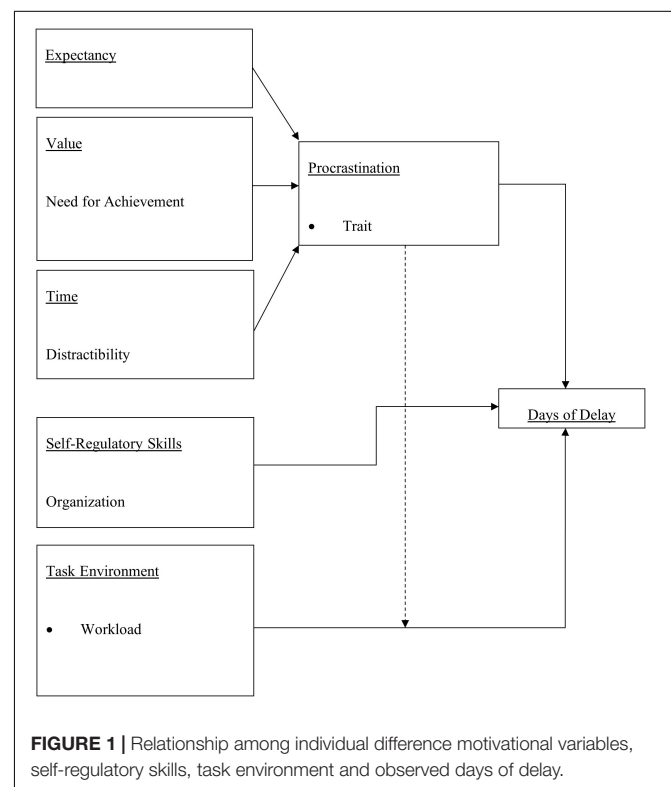 Expectancy
Value
Need for Achievement
Time
Distractibility
Procrastination
• Trait
Days of Delay
Self-Regulatory Skills
Organization
Task Environment
• Workload
FIGURE 1 | Relationship among individual difference motivational variables,
self-regulatory skills, task environment and observed days of delay.